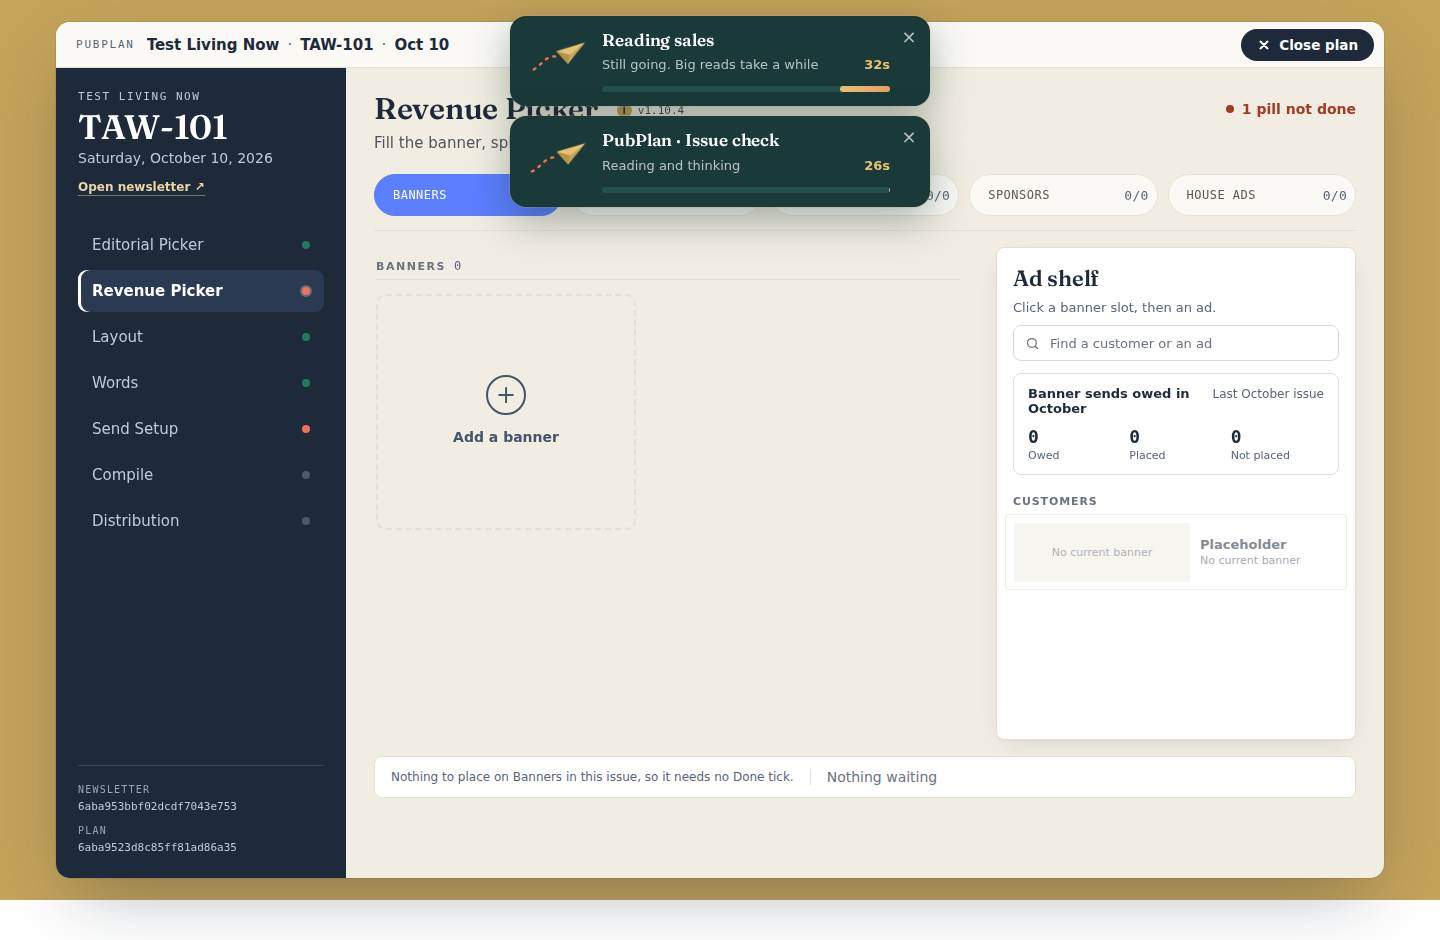 PUBPLAN Test Living Now · TAW-101 · Oct 10
Close plan
Reading sales
Still going. Big reads take a while 32s
PubPlan · Issue check
Reading and thinking 26s
TEST LIVING NOW
TAW-101
Saturday, October 10, 2026
Open newsletter ↗
Editorial Picker
Revenue Picker
Layout
Words
Send Setup
Compile
Distribution
NEWSLETTER
6aba953bbf02dcdf7043e753
PLAN
6aba9523d8c85ff81ad86a35
Revenue Picker v1.10.4
1 pill not done
Fill the banner,
BANNERS
0/0
SPONSORS 0/0
HOUSE ADS 0/0
BANNERS 0
Add a banner
Ad shelf
Click a banner slot, then an ad.
Find a customer or an ad
Banner sends owed in October
Last October issue
0 0 0
Owed Placed Not placed
CUSTOMERS
No current banner
Placeholder
No current banner
Nothing to place on Banners in this issue, so it needs no Done tick.
Nothing waiting